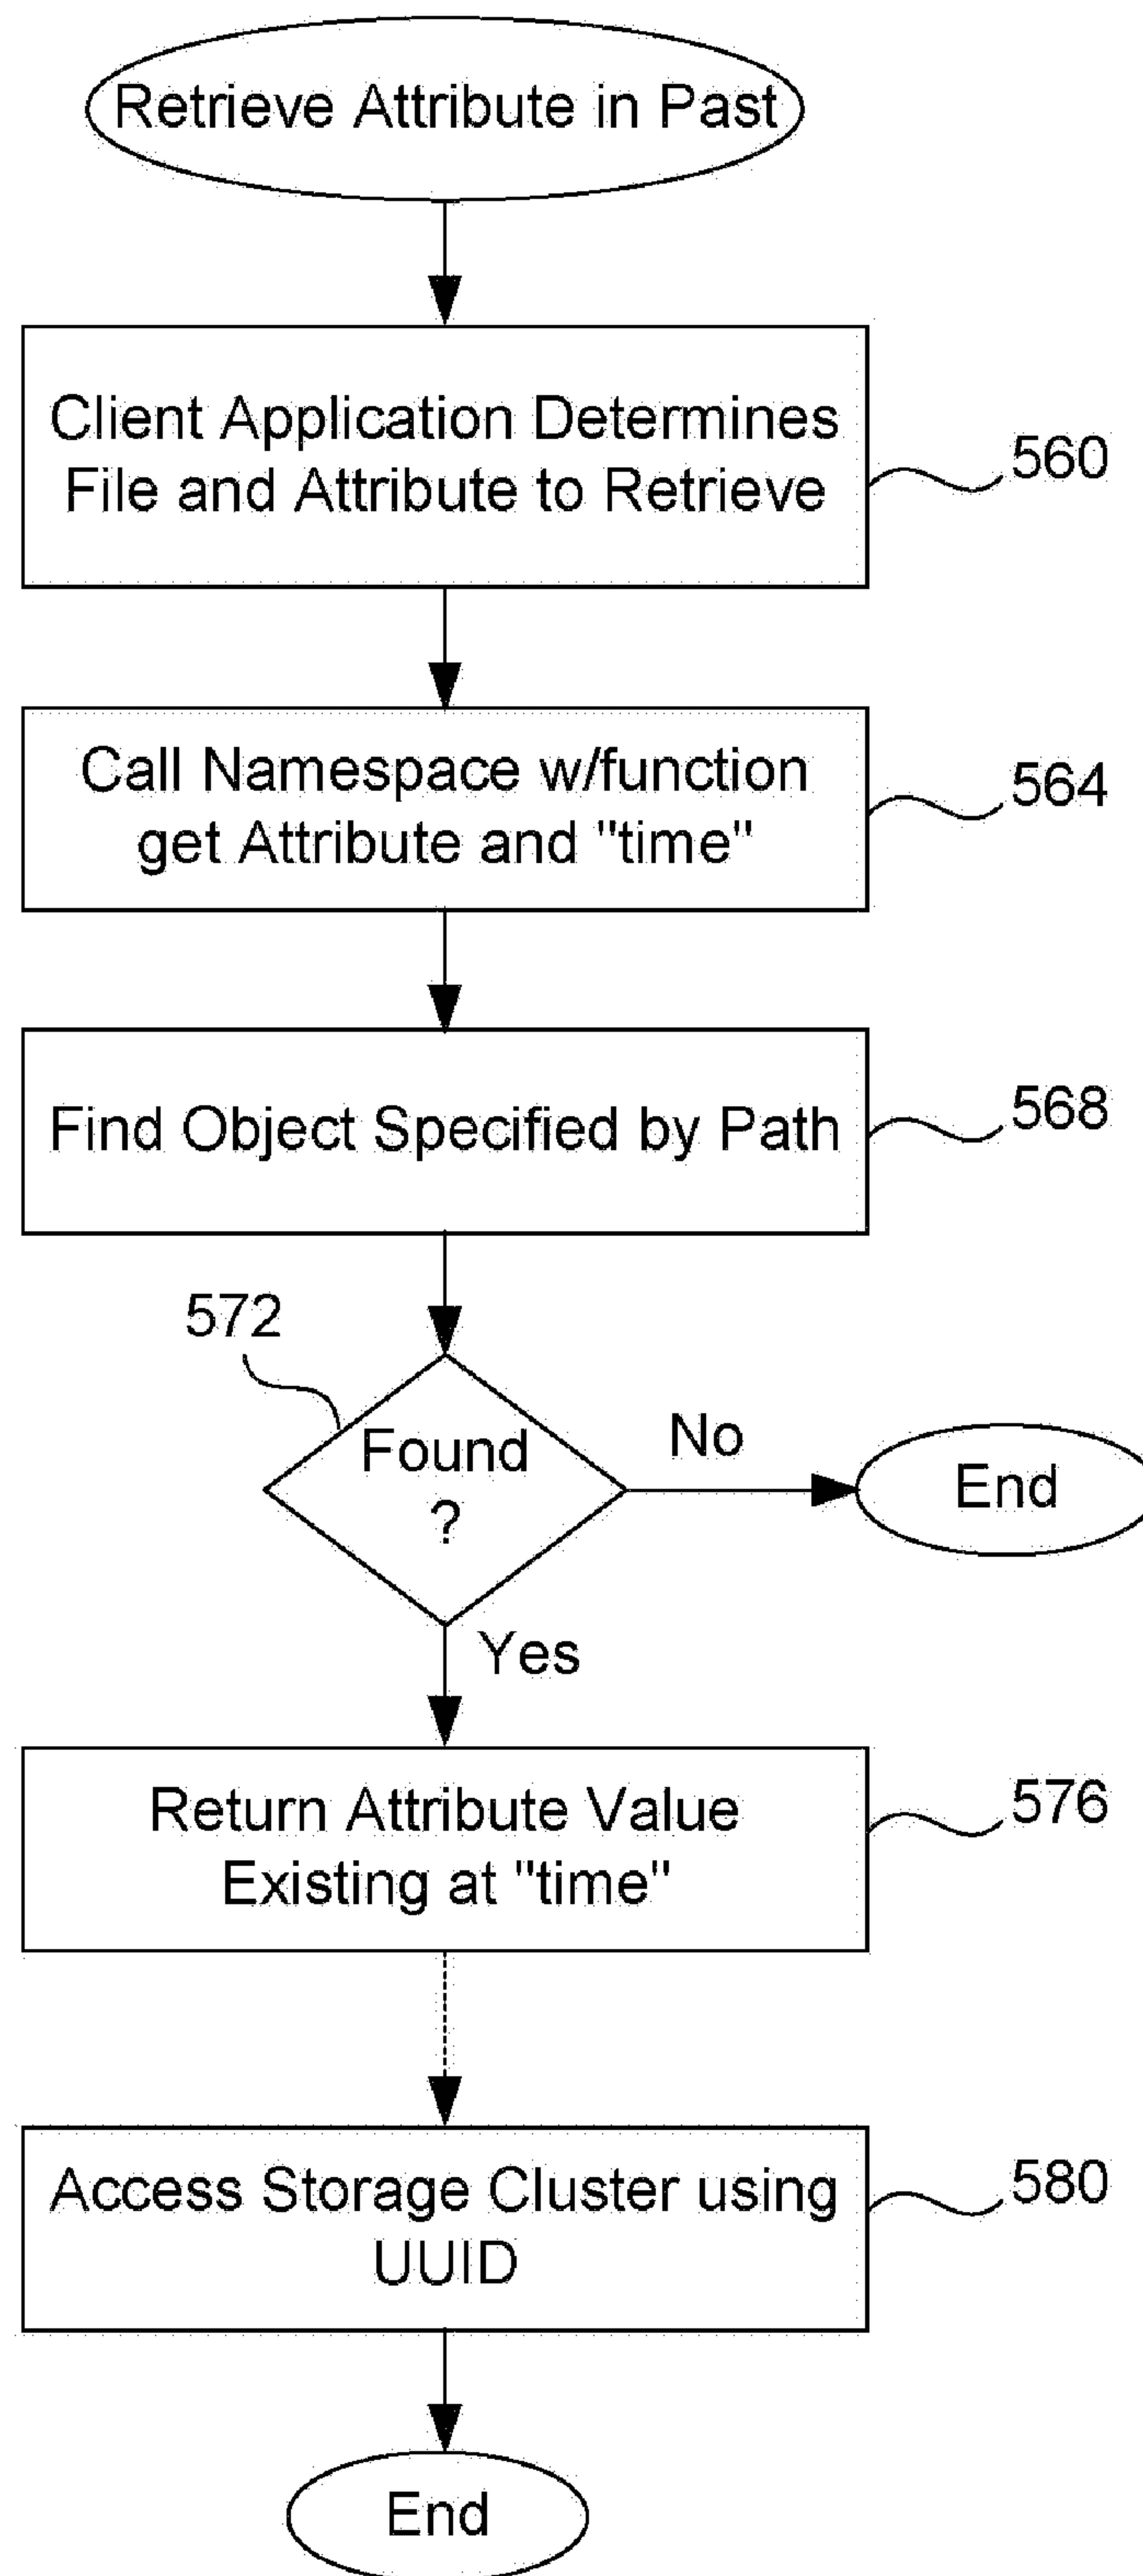 Retrieve Attribute in Past
Client Application Determines
File and Attribute to Retrieve
560
Call Namespace w/function
get Attribute and "time"
564
Find Object Specified by Path
568
572
Found
?
No
End
Yes
Return Attribute Value
Existing at "time"
576
Access Storage Cluster using
UUID
580
End